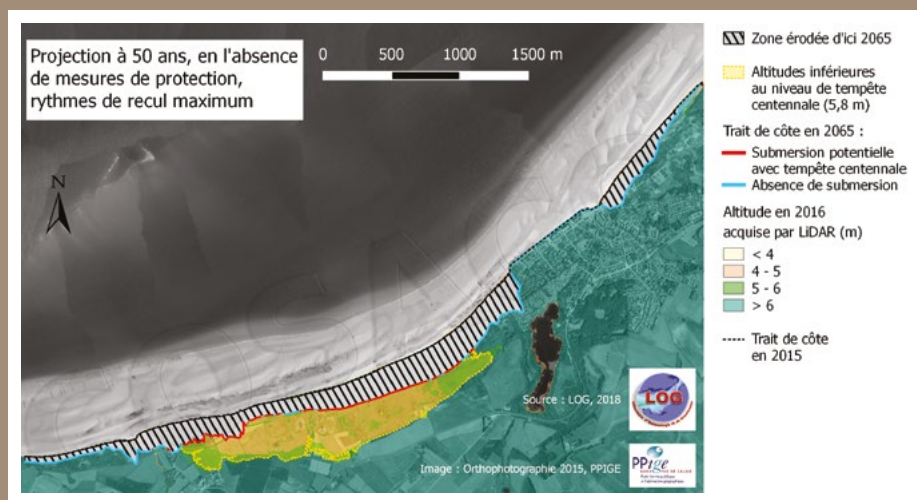 Projection à 50 ans, en l'absence
de mesures de protection,
rythmes de recul maximum
0 500 1000 1500 m
N
Zone érodée d'ici 2065
Altitudes inférieures
au niveau de tempête
centennale (5,8 m)
Trait de côte en 2065 :
Submersion potentielle
avec tempête centennale
Absence de submersion
Altitude en 2016
acquise par LiDAR (m)
< 4
4 - 5
5 - 6
> 6
Trait de côte
en 2015
Source : LOG, 2018
LOG
Image : Orthophotographie 2015, PPIGE
PPige